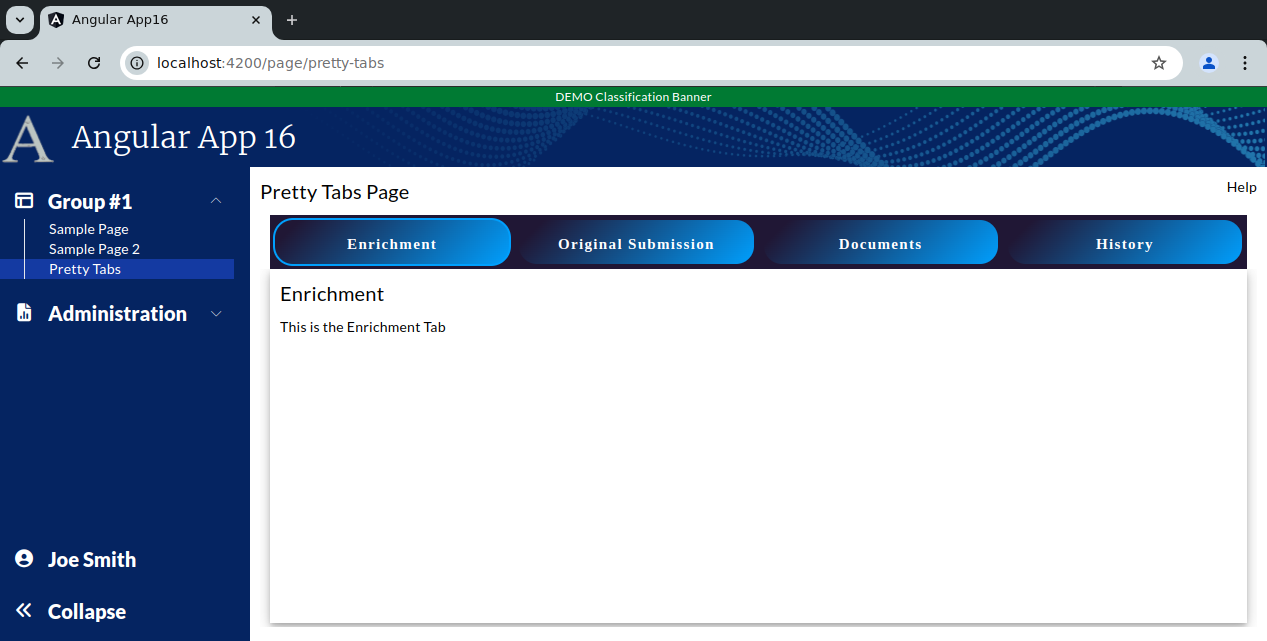 Angular App16
localhost:4200/page/pretty-tabs
DEMO Classification Banner
A Angular App 16
Group #1
Sample Page
Sample Page 2
Pretty Tabs
Administration
Joe Smith
Collapse
Pretty Tabs Page
Help
Enrichment Original Submission Documents History
Enrichment
This is the Enrichment Tab